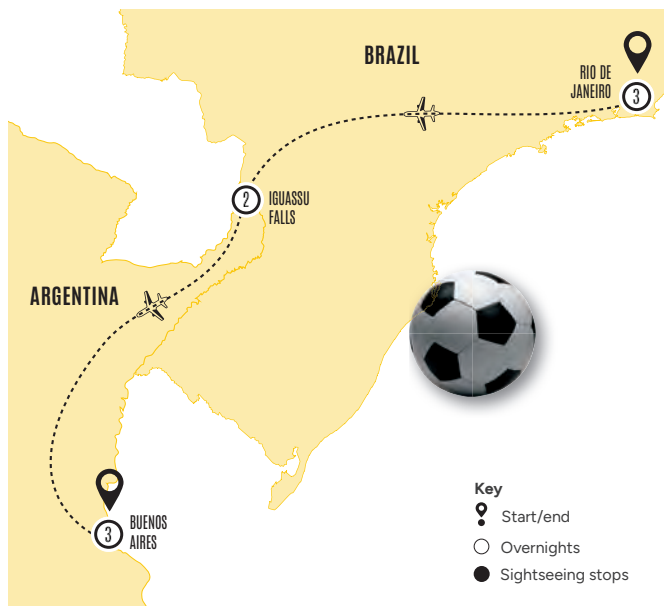 BRAZIL
RIO DE
JANEIRO
3
2
IGUASSU
FALLS
ARGENTINA
3
BUENOS
AIRES
Key
Start/end
Overnights
Sightseeing stops